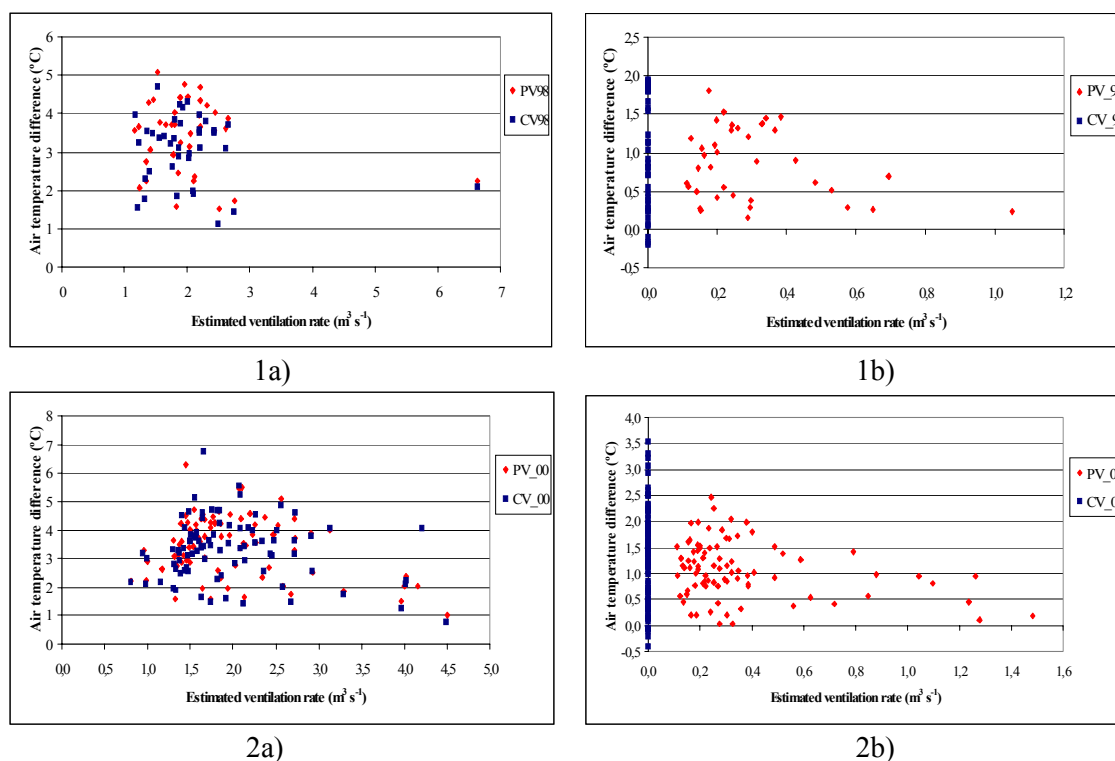 6
5
4
3
2
1
0
0 1 2 3 4 5 6 7
Air temperature difference (ºC)
Estimated ventilation rate (m³ s⁻¹)
PV98
CV98
1a)
2,5
2,0
1,5
1,0
0,5
0,0
-0,5
0,0 0,2 0,4 0,6 0,8 1,0 1,2
Air temperature difference (ºC)
Estimated ventilation rate (m³ s⁻¹)
PV_9
CV_9
1b)
8
7
6
5
4
3
2
1
0
0,0 0,5 1,0 1,5 2,0 2,5 3,0 3,5 4,0 4,5 5,0
Air temperature difference (ºC)
Estimated ventilation rate (m³ s⁻¹)
PV_00
CV_00
2a)
4,0
3,5
3,0
2,5
2,0
1,5
1,0
0,5
0,0
-0,5
0,0 0,2 0,4 0,6 0,8 1,0 1,2 1,4 1,6
Air temperature difference (ºC)
Estimated ventilation rate (m³ s⁻¹)
PV_0
CV_0
2b)